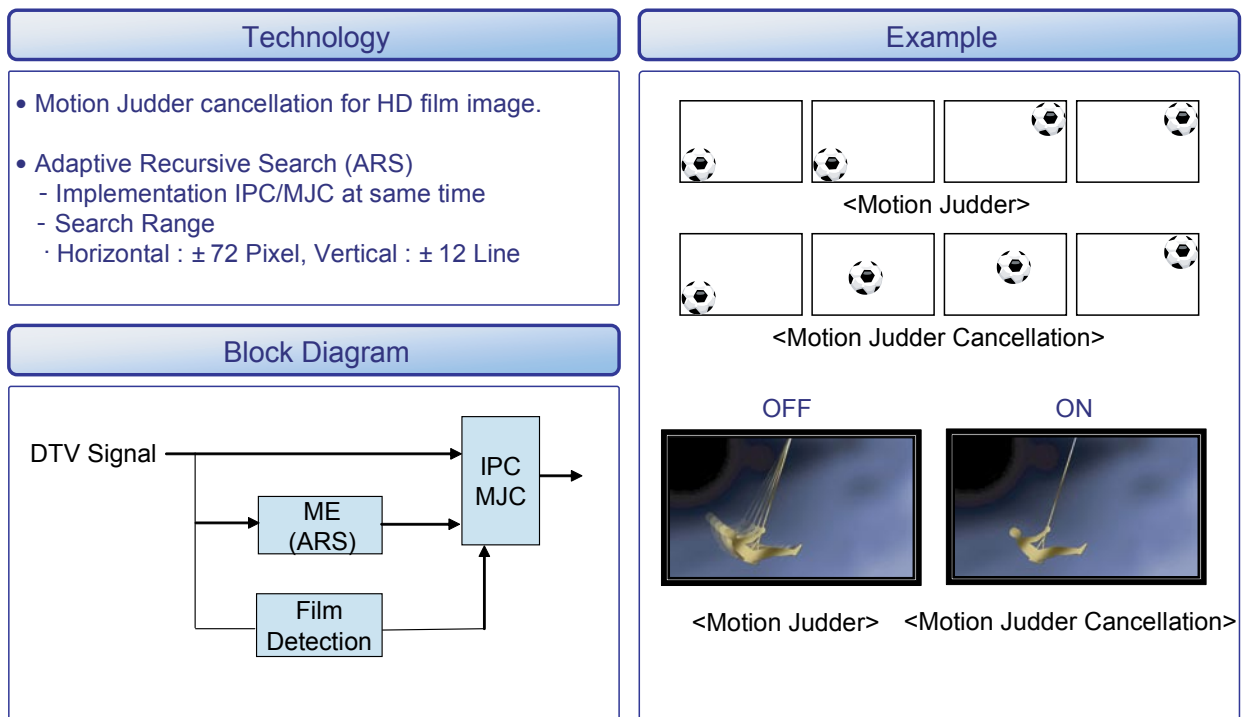 Technology
• Motion Judder cancellation for HD film image.
• Adaptive Recursive Search (ARS)
- Implementation IPC/MJC at same time
- Search Range
· Horizontal : ± 72 Pixel, Vertical : ± 12 Line
Block Diagram
DTV Signal
ME
(ARS)
Film
Detection
IPC
MJC
Example
<Motion Judder>
<Motion Judder Cancellation>
OFF
ON
<Motion Judder>
<Motion Judder Cancellation>